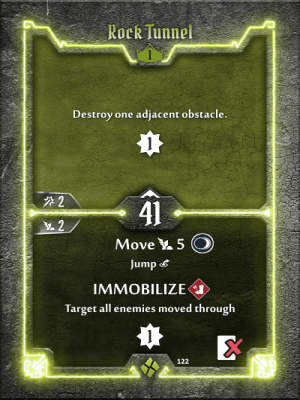 Rock Tunnel
1
Destroy one adjacent obstacle.
1
2
41
2
Move 5
Jump
IMMOBILIZE
Target all enemies moved through
1
122